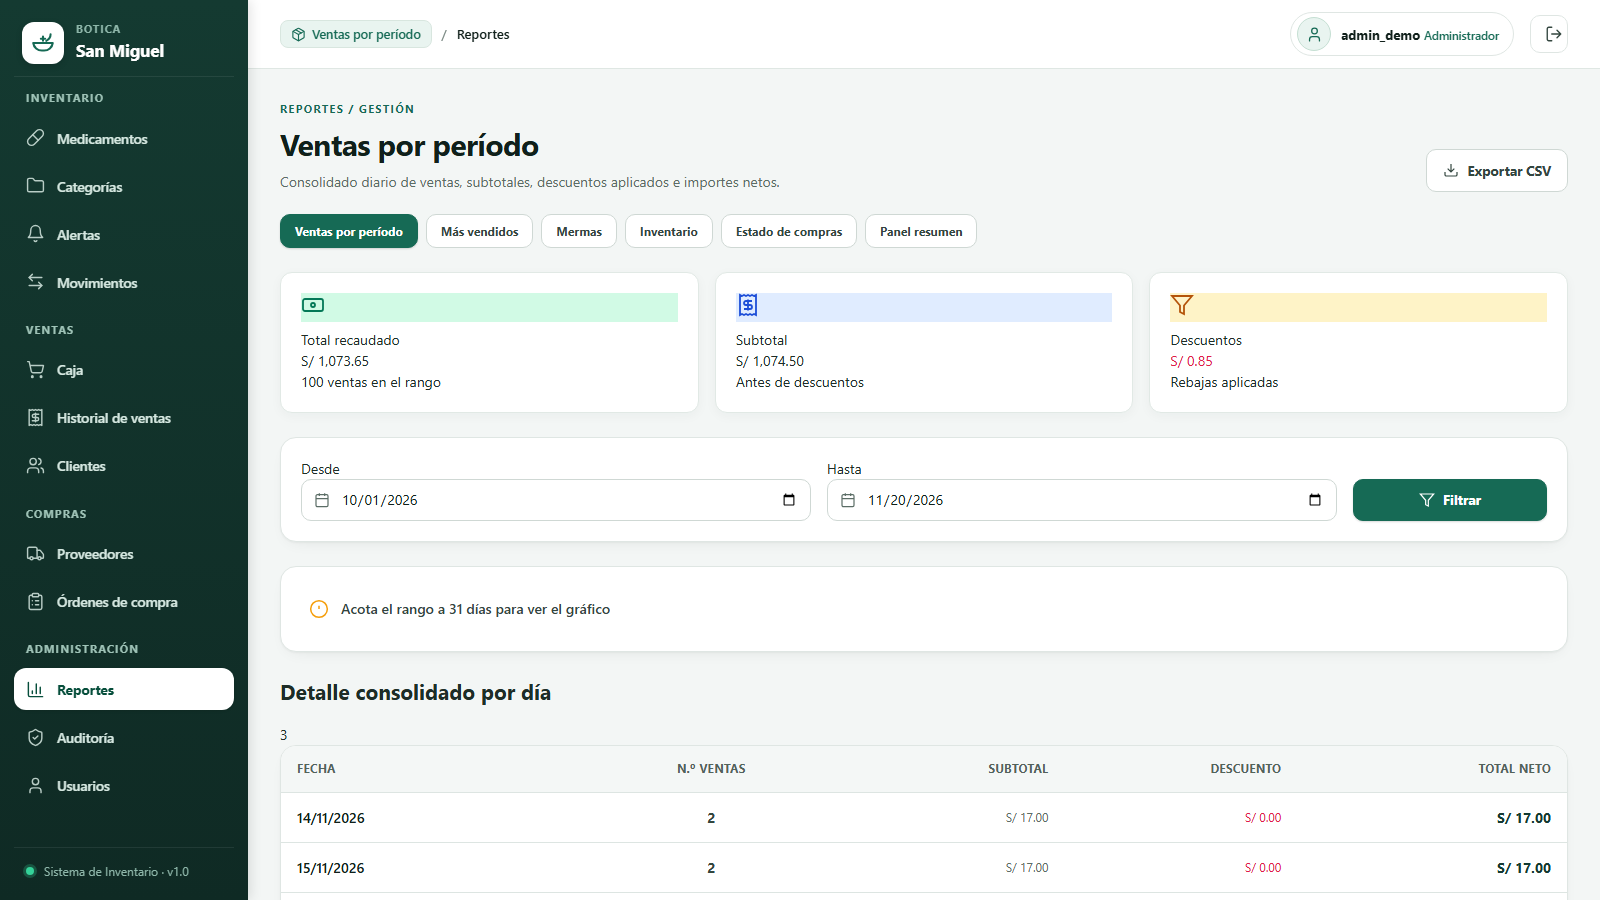 BOTICA
San Miguel
INVENTARIO
Medicamentos
Categorías
Alertas
Movimientos
VENTAS
Caja
Historial de ventas
Clientes
COMPRAS
Proveedores
Órdenes de compra
ADMINISTRACIÓN
Reportes
Auditoría
Usuarios
Sistema de Inventario · v1.0
Ventas por período / Reportes
admin_demo Administrador
REPORTES / GESTIÓN
Ventas por período
Consolidado diario de ventas, subtotales, descuentos aplicados e importes netos.
Exportar CSV
Ventas por período Más vendidos Mermas Inventario Estado de compras Panel resumen
Total recaudado
S/ 1,073.65
100 ventas en el rango
Subtotal
S/ 1,074.50
Antes de descuentos
Descuentos
S/ 0.85
Rebajas aplicadas
Desde
10/01/2026
Hasta
11/20/2026
Filtrar
Acota el rango a 31 días para ver el gráfico
Detalle consolidado por día
3
FECHA N.º VENTAS SUBTOTAL DESCUENTO TOTAL NETO
14/11/2026 2 S/ 17.00 S/ 0.00 S/ 17.00
15/11/2026 2 S/ 17.00 S/ 0.00 S/ 17.00